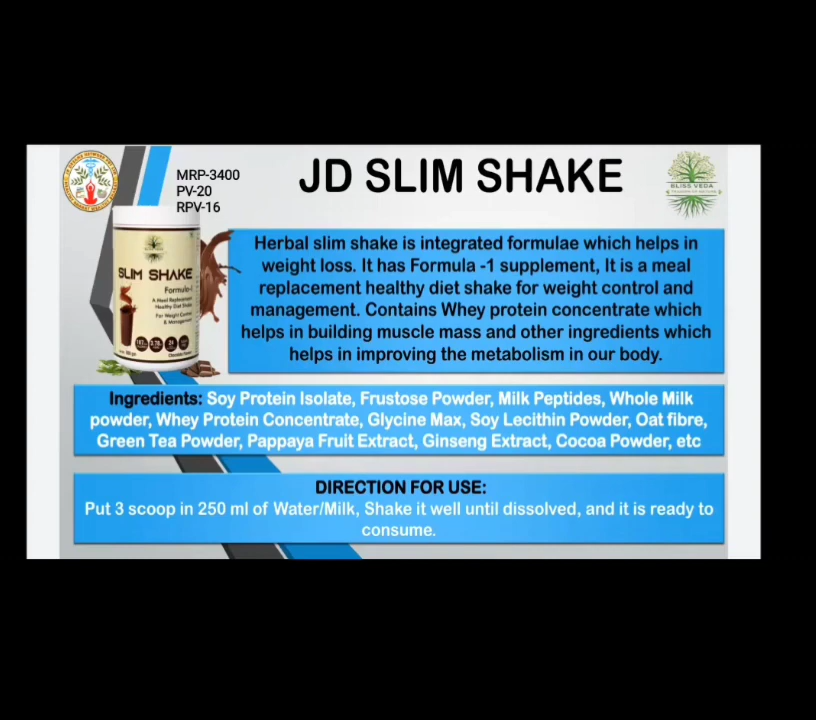 MRP-3400
PV-20
RPV-16
JD SLIM SHAKE
BLISS VEDA
SLIM SHAKE
Formula-1
A Meal Replacement
Healthy Diet Shake
For Weight Control
& Management
Herbal slim shake is integrated formulae which helps in
weight loss. It has Formula -1 supplement, It is a meal
replacement healthy diet shake for weight control and
management. Contains Whey protein concentrate which
helps in building muscle mass and other ingredients which
helps in improving the metabolism in our body.
Ingredients: Soy Protein Isolate, Frustose Powder, Milk Peptides, Whole Milk
powder, Whey Protein Concentrate, Glycine Max, Soy Lecithin Powder, Oat fibre,
Green Tea Powder, Pappaya Fruit Extract, Ginseng Extract, Cocoa Powder, etc
DIRECTION FOR USE:
Put 3 scoop in 250 ml of Water/Milk, Shake it well until dissolved, and it is ready to
consume.